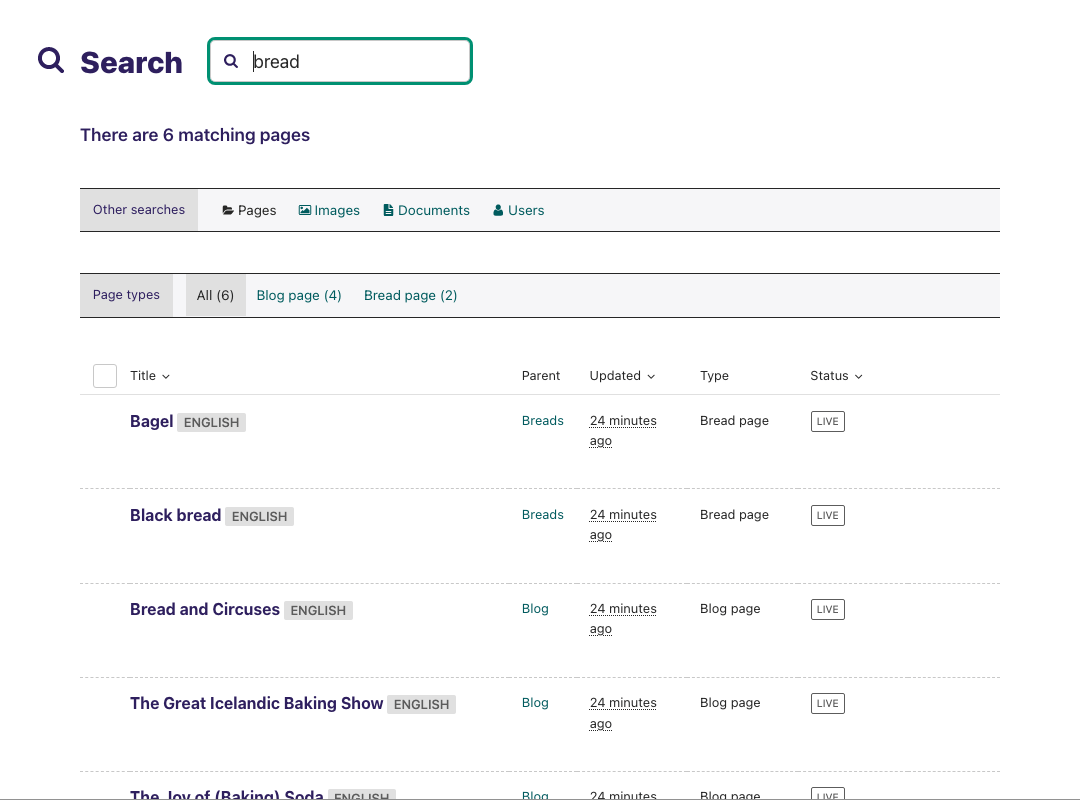 Search
bread
There are 6 matching pages
Other searches Pages Images Documents Users
Page types All (6) Blog page (4) Bread page (2)
Title Parent Updated Type Status
Bagel ENGLISH Breads 24 minutes ago Bread page LIVE
Black bread ENGLISH Breads 24 minutes ago Bread page LIVE
Bread and Circuses ENGLISH Blog 24 minutes ago Blog page LIVE
The Great Icelandic Baking Show ENGLISH Blog 24 minutes ago Blog page LIVE
The Joy of (Baking) Soda ENGLISH Blog 24 minutes Blog page LIVE